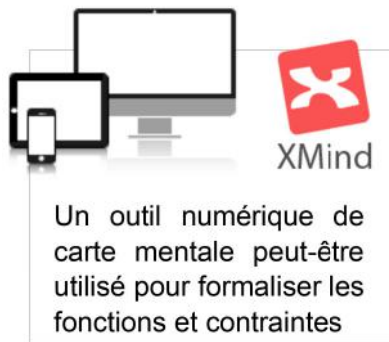 XMind
Un outil numérique de
carte mentale peut-être
utilisé pour formaliser les
fonctions et contraintes